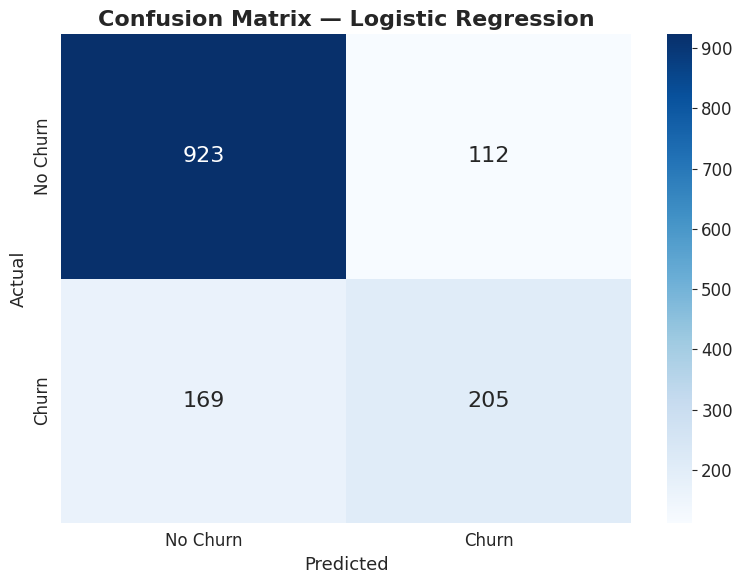 Confusion Matrix — Logistic Regression
Actual
No Churn
923
112
Churn
169
205
No Churn
Churn
Predicted
900
800
700
600
500
400
300
200